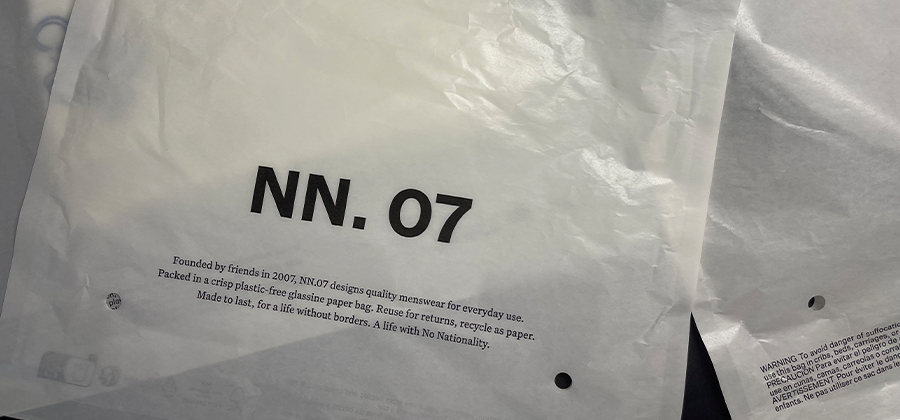 NN. 07
Founded by friends in 2007, NN.07 designs quality menswear for everyday use.
Packed in a crisp plastic-free glassine paper bag. Reuse for returns, recycle as paper.
Made to last, for a life without borders. A life with No Nationality.
WARNING To avoid danger of suffocation
use this bag in cribs, beds, carriages, or
PRECAUCIÓN Para evitar el peligro de
use en cunas, camas, carreolas o corral
AVERTISSEMENT Pour éviter le dan
enfants. Ne pas utiliser ce sac dans le